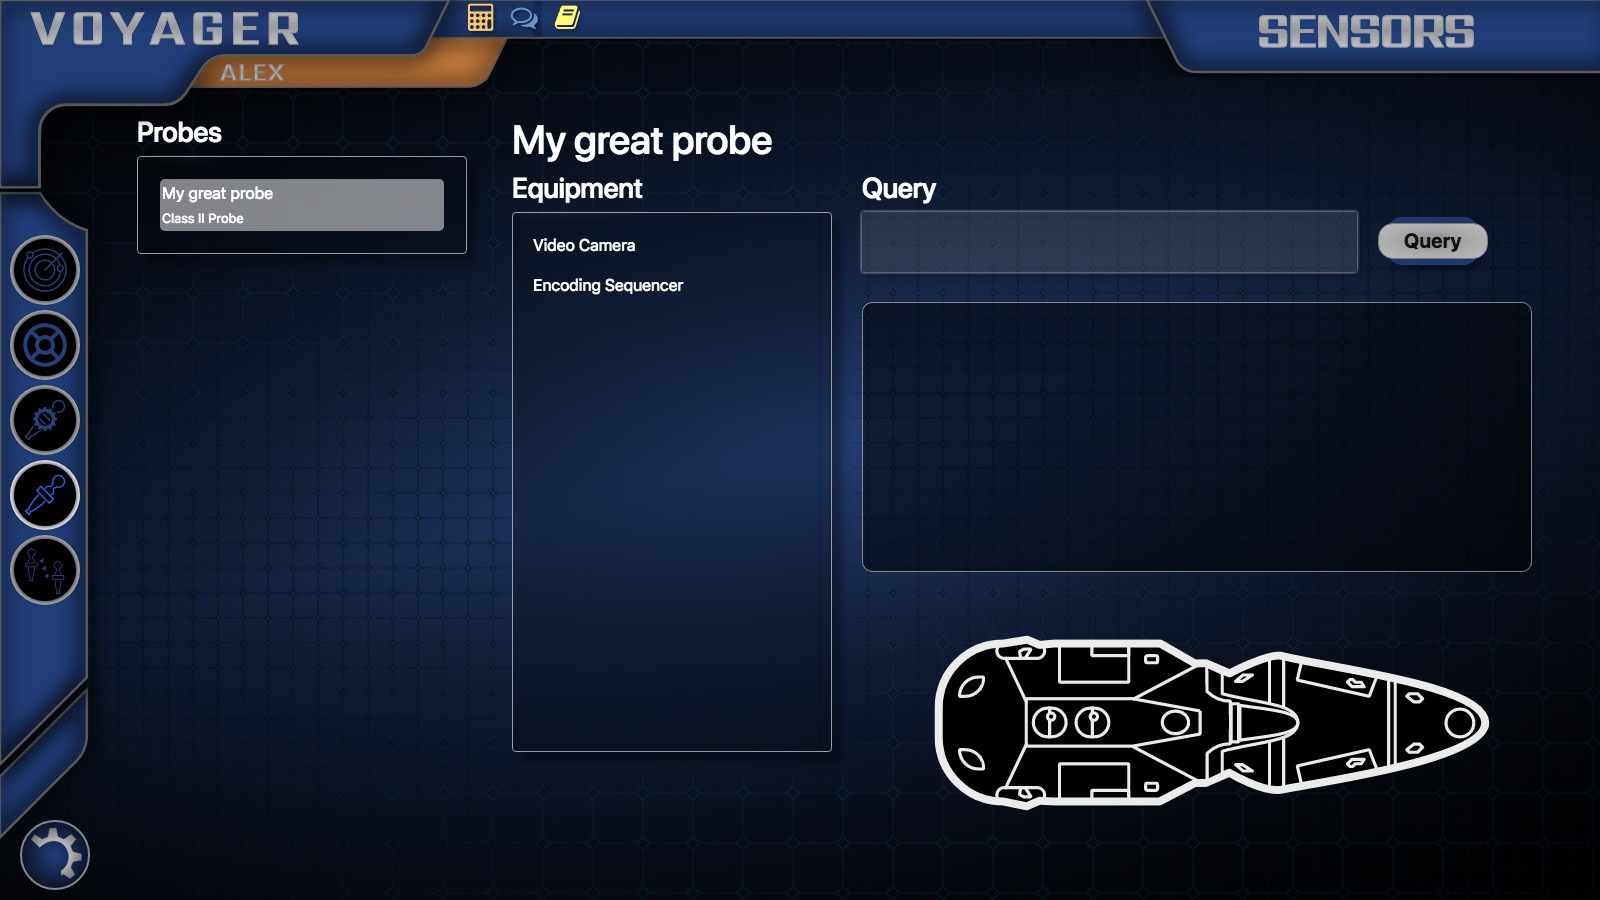 VOYAGER
ALEX
SENSORS
Probes
My great probe
Class II Probe
My great probe
Equipment
Video Camera
Encoding Sequencer
Query
Query